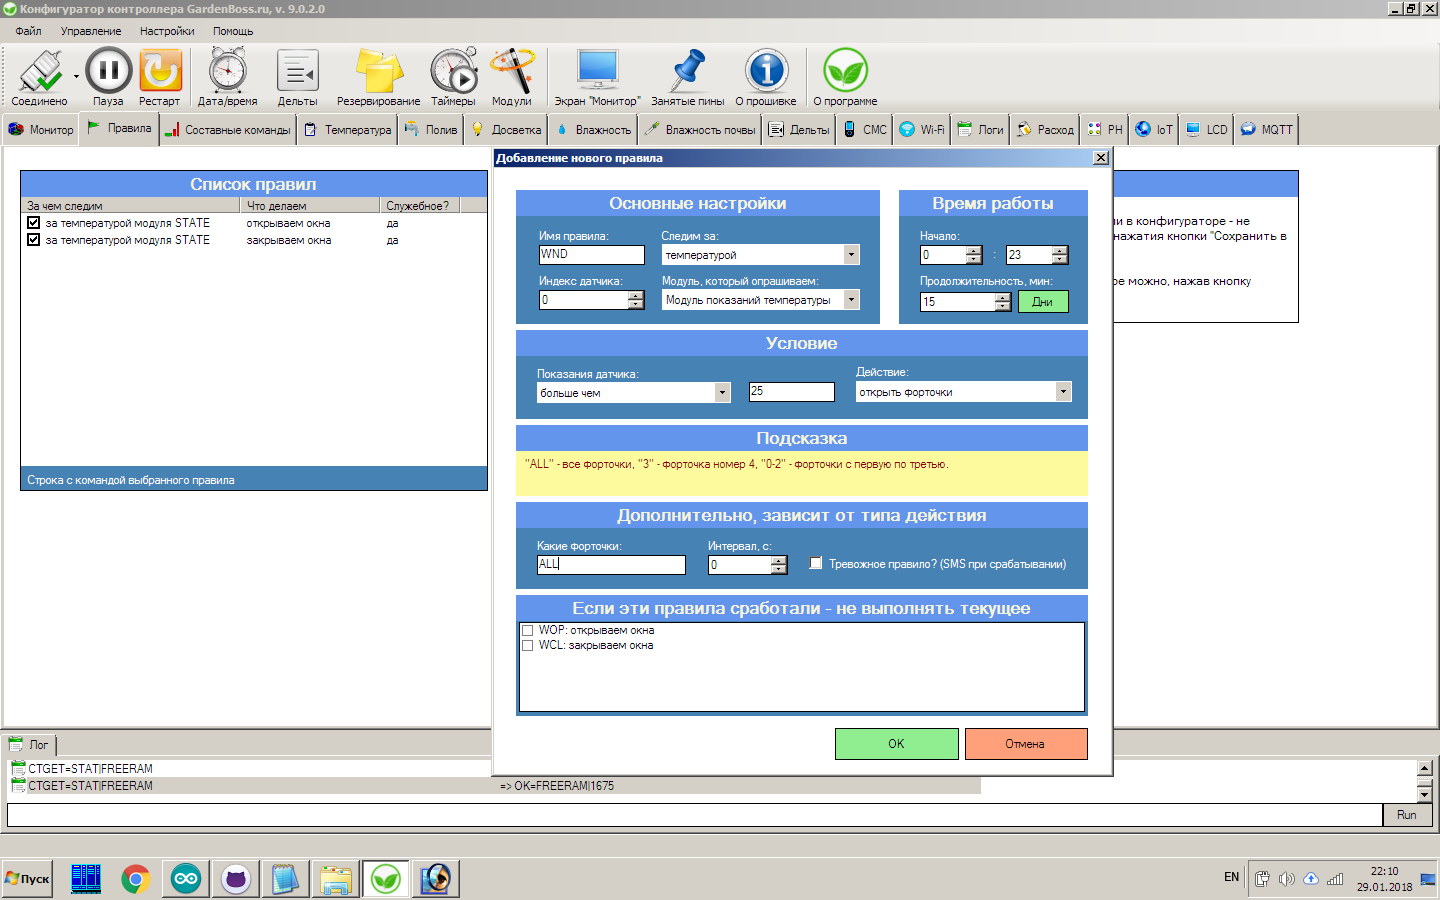 Конфигуратор контроллера GardenBoss.ru, v. 9.0.2.0
Файл Управление Настройки Помощь
Соединено Пауза Рестарт Дата/время Дельты Резервирование Таймеры Модули Экран "Монитор" Занятые пины О прошивке О программе
Монитор Правила Составные команды Температура Полив Досветка Влажность Влажность почвы Дельты СМС Wi-Fi Логи Расход PH IoT LCD MQTT
Список правил
За чем следим Что делаем Служебное?
за температурой модуля STATE открываем окна да
за температурой модуля STATE закрываем окна да
Строка с командой выбранного правила
Добавление нового правила
Основные настройки
Имя правила: Следим за:
WND температурой
Индекс датчика: Модуль, который опрашиваем:
0 Модуль показаний температуры
Время работы
Начало:
0 : 23
Продолжительность, мин:
15 Дни
Условие
Показания датчика: Действие:
больше чем 25 открыть форточки
Подсказка
"ALL" - все форточки, "3" - форточка номер 4, "0-2" - форточки с первую по третью.
Дополнительно, зависит от типа действия
Какие форточки: Интервал, с:
ALL 0 Тревожное правило? (SMS при срабатывании)
Если эти правила сработали - не выполнять текущее
WOP: открываем окна
WCL: закрываем окна
OK Отмена
ли в конфигураторе - не
нажатия кнопки "Сохранить в
ре можно, нажав кнопку
Лог
CTGET=STAT|FREERAM
CTGET=STAT|FREERAM => OK=FREERAM|1675
Run
Пуск
EN
22:10
29.01.2018